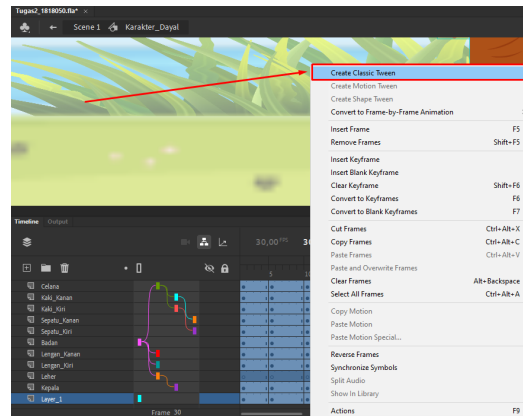 Tugas2_1818050.fla* ×
Scene 1 Karakter_Dayal
Create Classic Tween
Create Motion Tween
Create Shape Tween
Convert to Frame-by-Frame Animation
Insert Frame F5
Remove Frames Shift+F5
Insert Keyframe
Insert Blank Keyframe
Clear Keyframe Shift+F6
Convert to Keyframes F6
Convert to Blank Keyframes F7
Cut Frames Ctrl+Alt+X
Copy Frames Ctrl+Alt+C
Paste Frames Ctrl+Alt+V
Paste and Overwrite Frames
Clear Frames Alt+Backspace
Select All Frames Ctrl+Alt+A
Copy Motion
Paste Motion
Paste Motion Special...
Reverse Frames
Synchronize Symbols
Split Audio
Show In Library
Actions F9
Timeline Output
30,00 FPS 30
5 10
Celana
Kaki_Kanan
Kaki_Kiri
Sepatu_Kanan
Sepatu_Kiri
Badan
Lengan_Kanan
Lengan_Kiri
Leher
Kepala
Layer_1
Frame 30